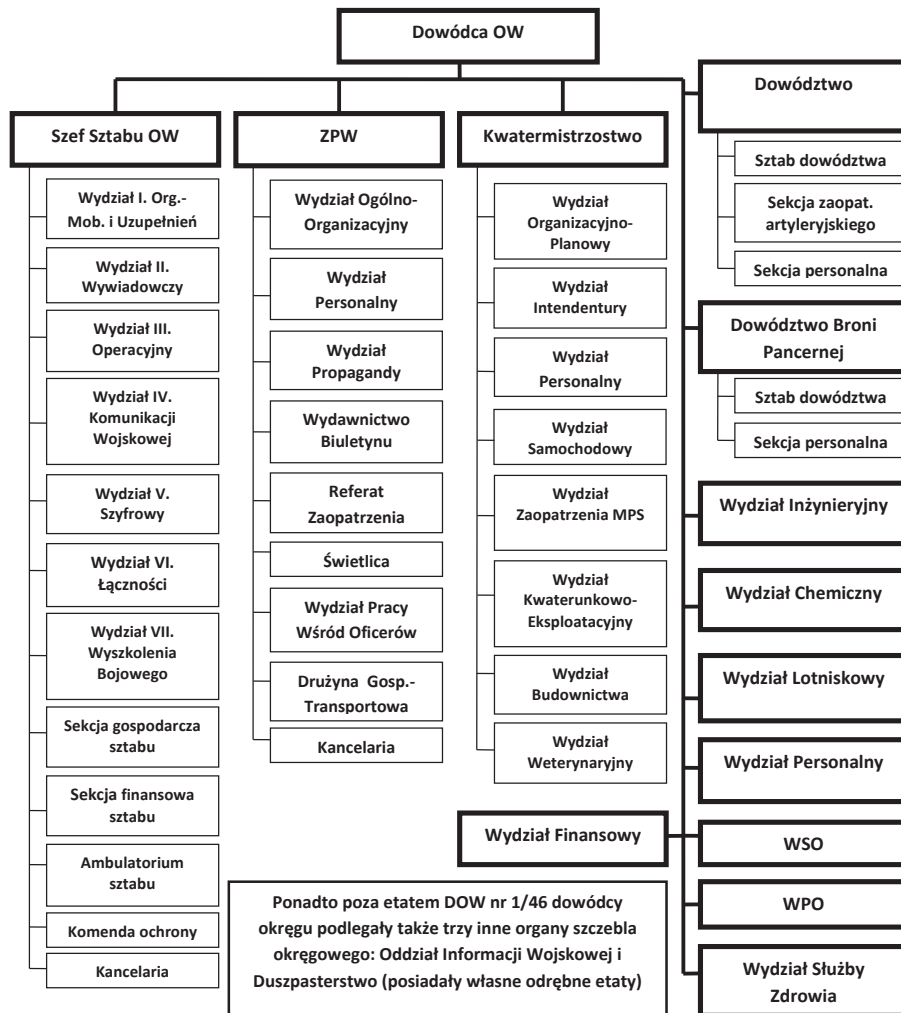 Dowódca OW
Szef Sztabu OW
Wydział I. Org.-
Mob. i Uzupełnień
Wydział II.
Wywiadowczy
Wydział III.
Operacyjny
Wydział IV.
Komunikacji
Wojskowej
Wydział V.
Szyfrowy
Wydział VI.
Łączności
Wydział VII.
Wyszkolenia
Bojowego
Sekcja gospodarcza
sztabu
Sekcja finansowa
sztabu
Ambulatorium
sztabu
Komenda ochrony
Kancelaria
ZPW
Wydział Ogólno-
Organizacyjny
Wydział
Personalny
Wydział
Propagandy
Wydawnictwo
Biuletynu
Referat
Zaopatrzenia
Świetlica
Wydział Pracy
Wśród Oficerów
Drużyna Gosp.-
Transportowa
Kancelaria
Kwatermistrzostwo
Wydział
Organizacyjno-
Planowy
Wydział
Intendentury
Wydział
Personalny
Wydział
Samochodowy
Wydział
Zaopatrzenia MPS
Wydział
Kwaterunkowo-
Eksploatacyjny
Wydział
Budownictwa
Wydział
Weterynaryjny
Dowództwo
Sztab dowództwa
Sekcja zaopat.
artyleryjskiego
Sekcja personalna
Dowództwo Broni
Pancernej
Sztab dowództwa
Sekcja personalna
Wydział Inżynieryjny
Wydział Chemiczny
Wydział Lotniskowy
Wydział Personalny
Wydział Finansowy
WSO
WPO
Wydział Służby
Zdrowia
Ponadto poza etatem DOW nr 1/46 dowódcy
okręgu podlegały także trzy inne organy szczebla
okręgowego: Oddział Informacji Wojskowej i
Duszpasterstwo (posiadały własne odrębne etaty)